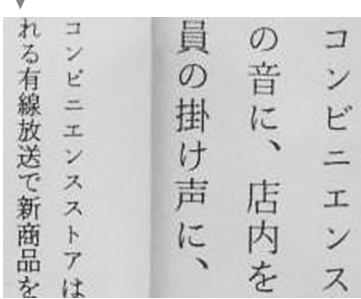 コンビニエンス
の音に、店内を
員の掛け声に、
コンビニエンスストアは
れる有線放送で新商品を